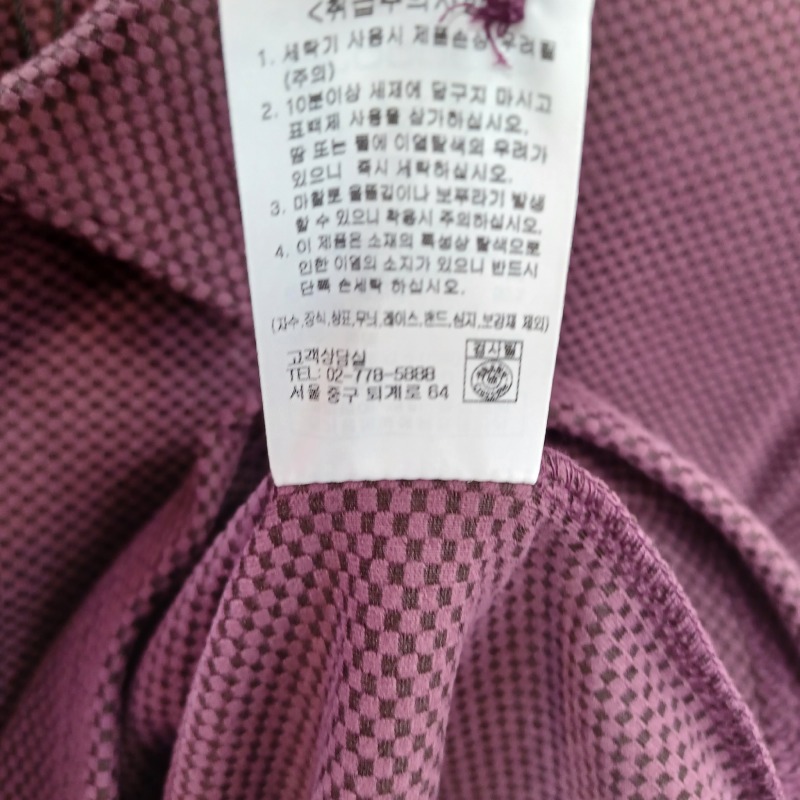 <취급주의사항>
1. 세탁기 사용시 제품손상 우려됨
(주의)
2. 10분이상 세재에 담구지 마시고
표백제 사용을 삼가하십시오.
땀 또는 물에 이염탈색의 우려가
있으니 즉시 세탁하십시오.
3. 마찰로 올뜯김이나 보푸라기 발생
할 수 있으니 착용시 주의하십시오.
4. 이 제품은 소재의 특성상 탈색으로
인한 이염의 소지가 있으니 반드시
단독 손세탁 하십시오.
(자수,장식,상표,무늬,레이스,밴드,심지,보강재 제외)
고객상담실
TEL: 02-778-5888
서울 중구 퇴계로 64
검사필